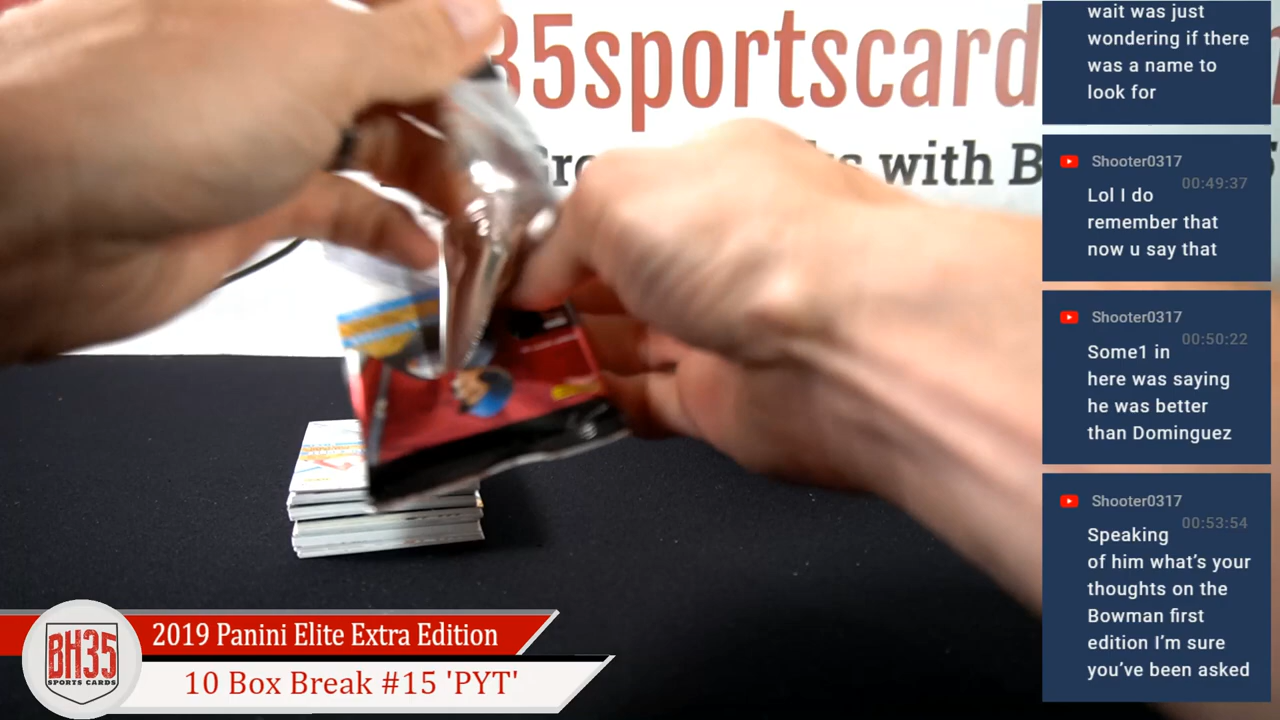 35sportscard
with B
wait was just
wondering if there
was a name to
look for
Shooter0317
00:49:37
Lol I do
remember that
now u say that
Shooter0317
00:50:22
Some1 in
here was saying
he was better
than Dominguez
Shooter0317
00:53:54
Speaking
of him what's your
thoughts on the
Bowman first
edition I'm sure
you've been asked
BH35
SPORTS CARDS
2019 Panini Elite Extra Edition
10 Box Break #15 'PYT'